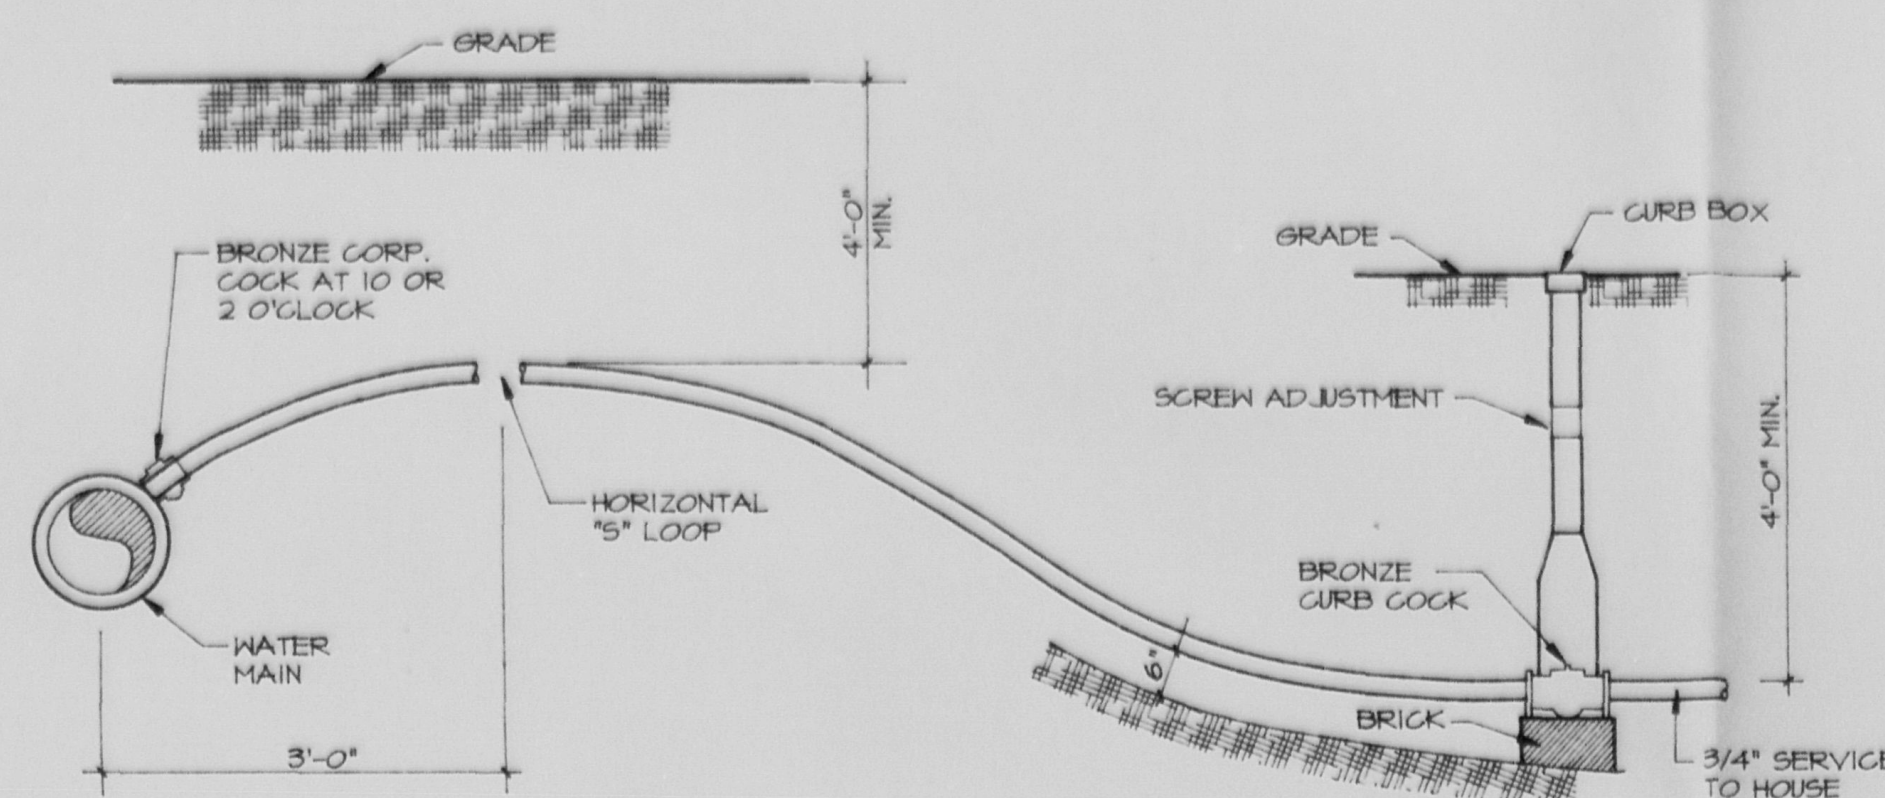 GRADE
4'-0"
MIN.
BRONZE CORP.
COCK AT 10 OR
2 O'CLOCK
CURB BOX
GRADE
SCREW ADJUSTMENT
4'-0" MIN.
HORIZONTAL
"S" LOOP
BRONZE
CURB COCK
WATER
MAIN
6"
BRICK
3'-0"
3/4" SERVICE
TO HOUSE